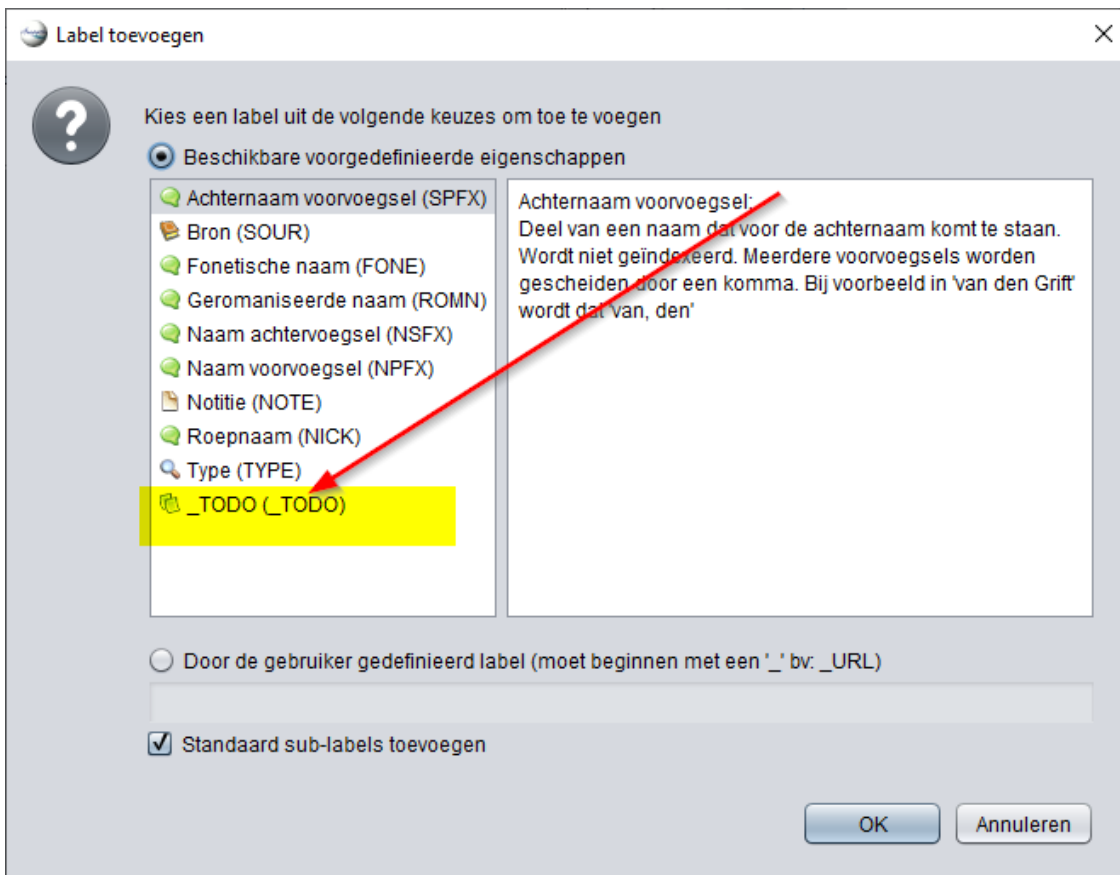 Label toevoegen
Kies een label uit de volgende keuzes om toe te voegen
Beschikbare voorgedefinieerde eigenschappen
Achternaam voorvoegsel (SPFX)
Bron (SOUR)
Fonetische naam (FONE)
Geromaniseerde naam (ROMN)
Naam achtervoegsel (NSFX)
Naam voorvoegsel (NPFX)
Notitie (NOTE)
Roepnaam (NICK)
Type (TYPE)
_TODO (_TODO)
Achternaam voorvoegsel;
Deel van een naam dat voor de achternaam komt te staan.
Wordt niet geïndexeerd. Meerdere voorvoegsels worden
gescheiden door een komma. Bij voorbeeld in 'van den Grift'
wordt dat 'van, den'
Door de gebruiker gedefinieerd label (moet beginnen met een '_' bv: _URL)
Standaard sub-labels toevoegen
OK
Annuleren